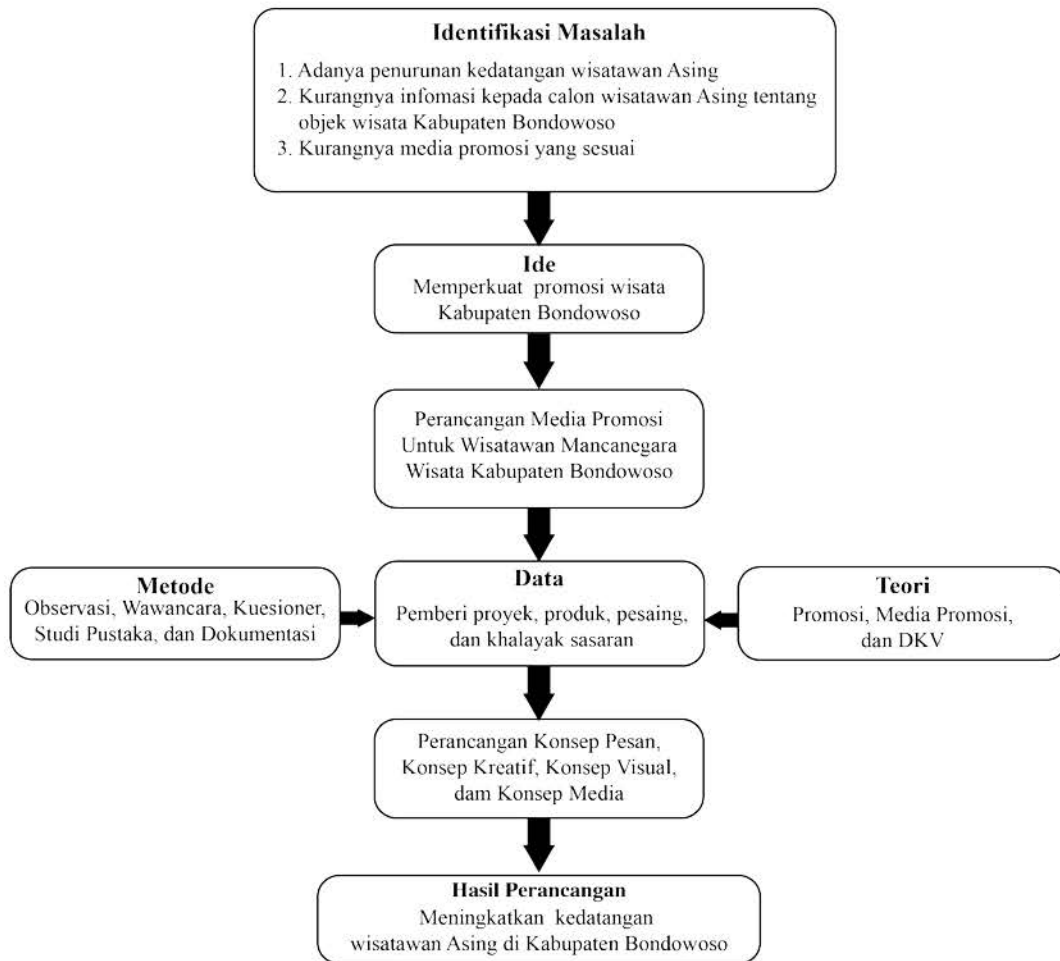 Identifikasi Masalah
1. Adanya penurunan kedatangan wisatawan Asing
2. Kurangnya infomasi kepada calon wisatawan Asing tentang
objek wisata Kabupaten Bondowoso
3. Kurangnya media promosi yang sesuai
Ide
Memperkuat promosi wisata
Kabupaten Bondowoso
Perancangan Media Promosi
Untuk Wisatawan Mancanegara
Wisata Kabupaten Bondowoso
Metode
Observasi, Wawancara, Kuesioner,
Studi Pustaka, dan Dokumentasi
Data
Pemberi proyek, produk, pesaing,
dan khalayak sasaran
Teori
Promosi, Media Promosi,
dan DKV
Perancangan Konsep Pesan,
Konsep Kreatif, Konsep Visual,
dam Konsep Media
Hasil Perancangan
Meningkatkan kedatangan
wisatawan Asing di Kabupaten Bondowoso